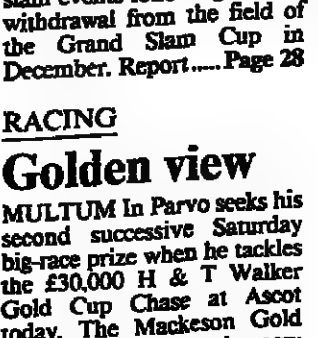 slam events
withdrawal from the field of
the Grand Slam Cup in
December. Report.....Page 28
RACING
Golden view
MULTUM In Parvo seeks his
second successive Saturday
big-race prize when he tackles
the £30,000 H & T Walker
Gold Cup Chase at Ascot
today. The Mackeson Gold